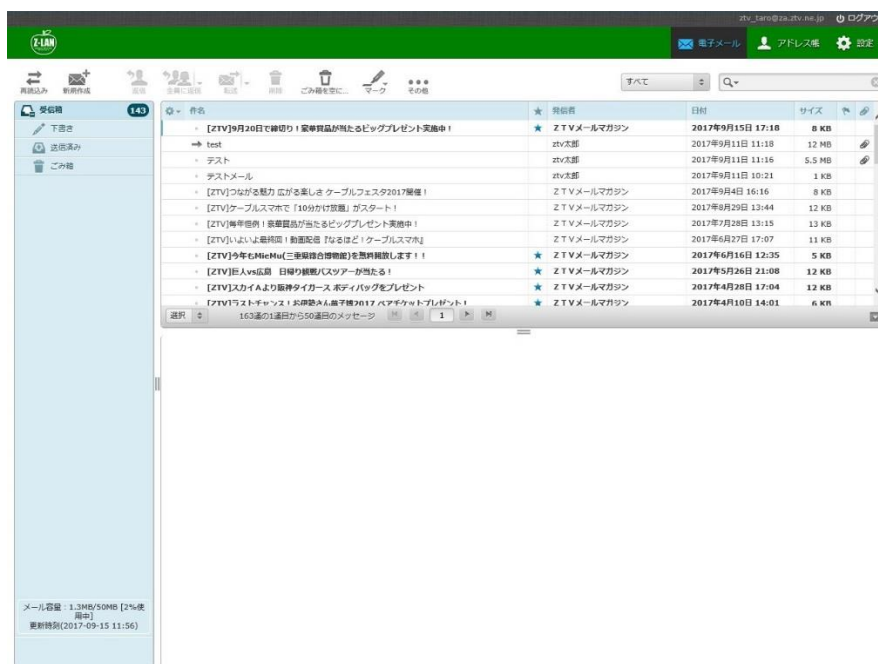 ztv_taro@za.ztv.ne.jp ログアウ
Z-LAN
電子メール アドレス帳 設定
再読込み 新規作成 返信 全員に返信 転送 削除 ごみ箱を空に... マーク その他 すべて
受信箱 143
下書き
送信済み
ごみ箱
件名 発信者 日付 サイズ
[ZTV]9月20日で締切り！豪華賞品が当たるビッグプレゼント実施中！ ＺＴＶメールマガジン 2017年9月15日 17:18 8 KB
test ztv太郎 2017年9月11日 11:18 12 MB
テスト ztv太郎 2017年9月11日 11:16 5.5 MB
テストメール ztv太郎 2017年9月11日 10:21 1 KB
[ZTV]つながる魅力 広がる楽しさ ケーブルフェスタ2017開催！ ＺＴＶメールマガジン 2017年9月4日 16:16 8 KB
[ZTV]ケーブルスマホで「10分かけ放題」がスタート！ ＺＴＶメールマガジン 2017年8月29日 13:44 12 KB
[ZTV]毎年恒例！豪華賞品が当たるビッグプレゼント実施中！ ＺＴＶメールマガジン 2017年7月28日 13:15 13 KB
[ZTV]いよいよ最終回！動画配信『なるほど！ケーブルスマホ』 ＺＴＶメールマガジン 2017年6月27日 17:07 11 KB
[ZTV]今年もMieMu(三重県総合博物館)を無料開放します！！ ＺＴＶメールマガジン 2017年6月16日 12:35 5 KB
[ZTV]巨人vs広島 日帰り観戦バスツアーが当たる！ ＺＴＶメールマガジン 2017年5月26日 21:08 12 KB
[ZTV]スカイAより阪神タイガース ボディバッグをプレゼント ＺＴＶメールマガジン 2017年4月28日 17:04 12 KB
[ZTV]ラストチャンス！お伊勢さん菓子博2017 ペアチケットプレゼント！ ＺＴＶメールマガジン 2017年4月10日 14:01 6 KB
選択 163通の1通目から50通目のメッセージ 1
メール容量 : 1.3MB/50MB [2%使
用中]
更新時刻(2017-09-15 11:56)